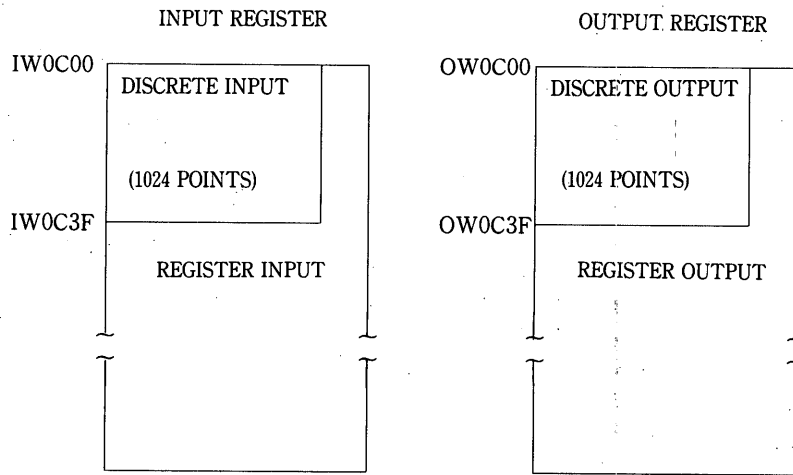 INPUT REGISTER
IW0C00
DISCRETE INPUT
(1024 POINTS)
IW0C3F
REGISTER INPUT
OUTPUT REGISTER
OW0C00
DISCRETE OUTPUT
(1024 POINTS)
OW0C3F
REGISTER OUTPUT